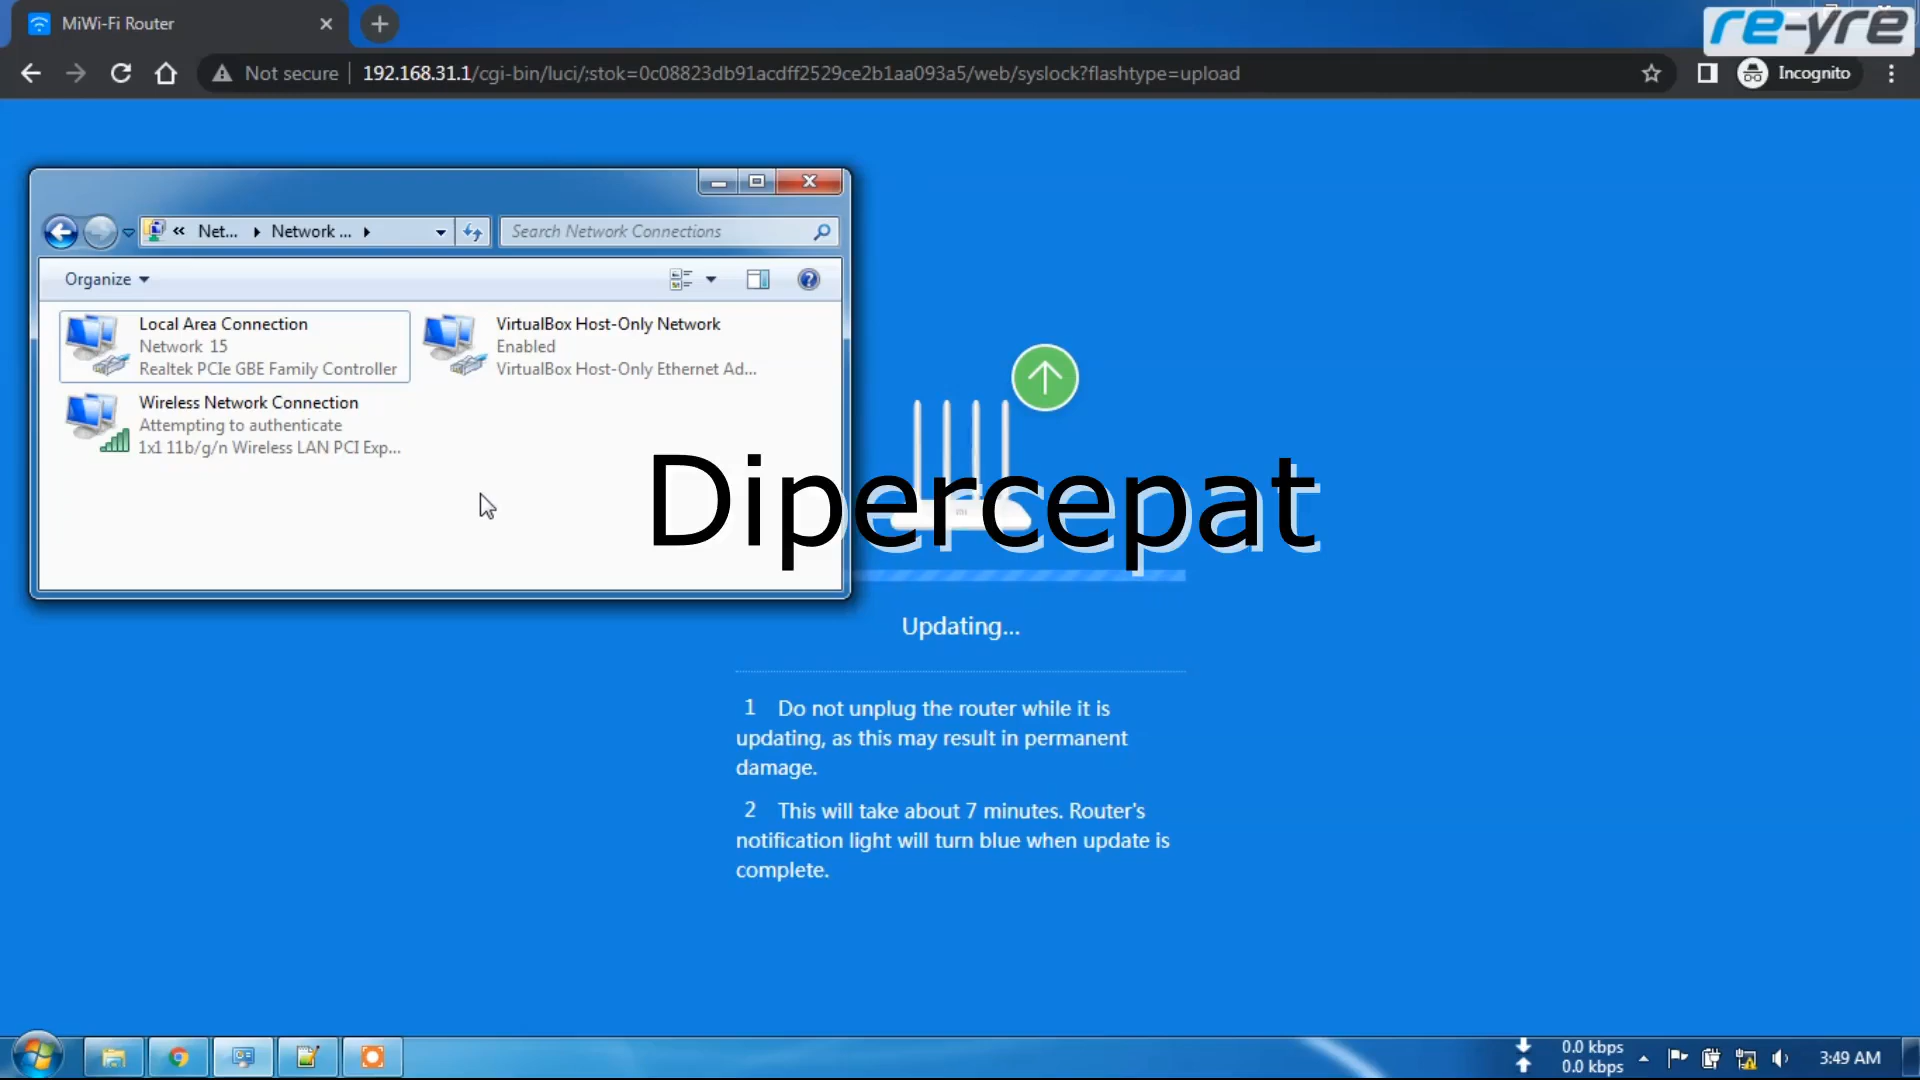 MiWi-Fi Router
re-yre
Not secure
192.168.31.1/cgi-bin/luci/;stok=0c08823db91acdff2529ce2b1aa093a5/web/syslock?flashtype=upload
Incognito
« Net... Network ...
Search Network Connections
Organize
Local Area Connection
Network 15
Realtek PCIe GBE Family Controller
VirtualBox Host-Only Network
Enabled
VirtualBox Host-Only Ethernet Ad...
Wireless Network Connection
Attempting to authenticate
1x1 11b/g/n Wireless LAN PCI Exp...
Dipercepat
Updating...
1 Do not unplug the router while it is
updating, as this may result in permanent
damage.
2 This will take about 7 minutes. Router's
notification light will turn blue when update is
complete.
0.0 kbps
0.0 kbps
3:49 AM